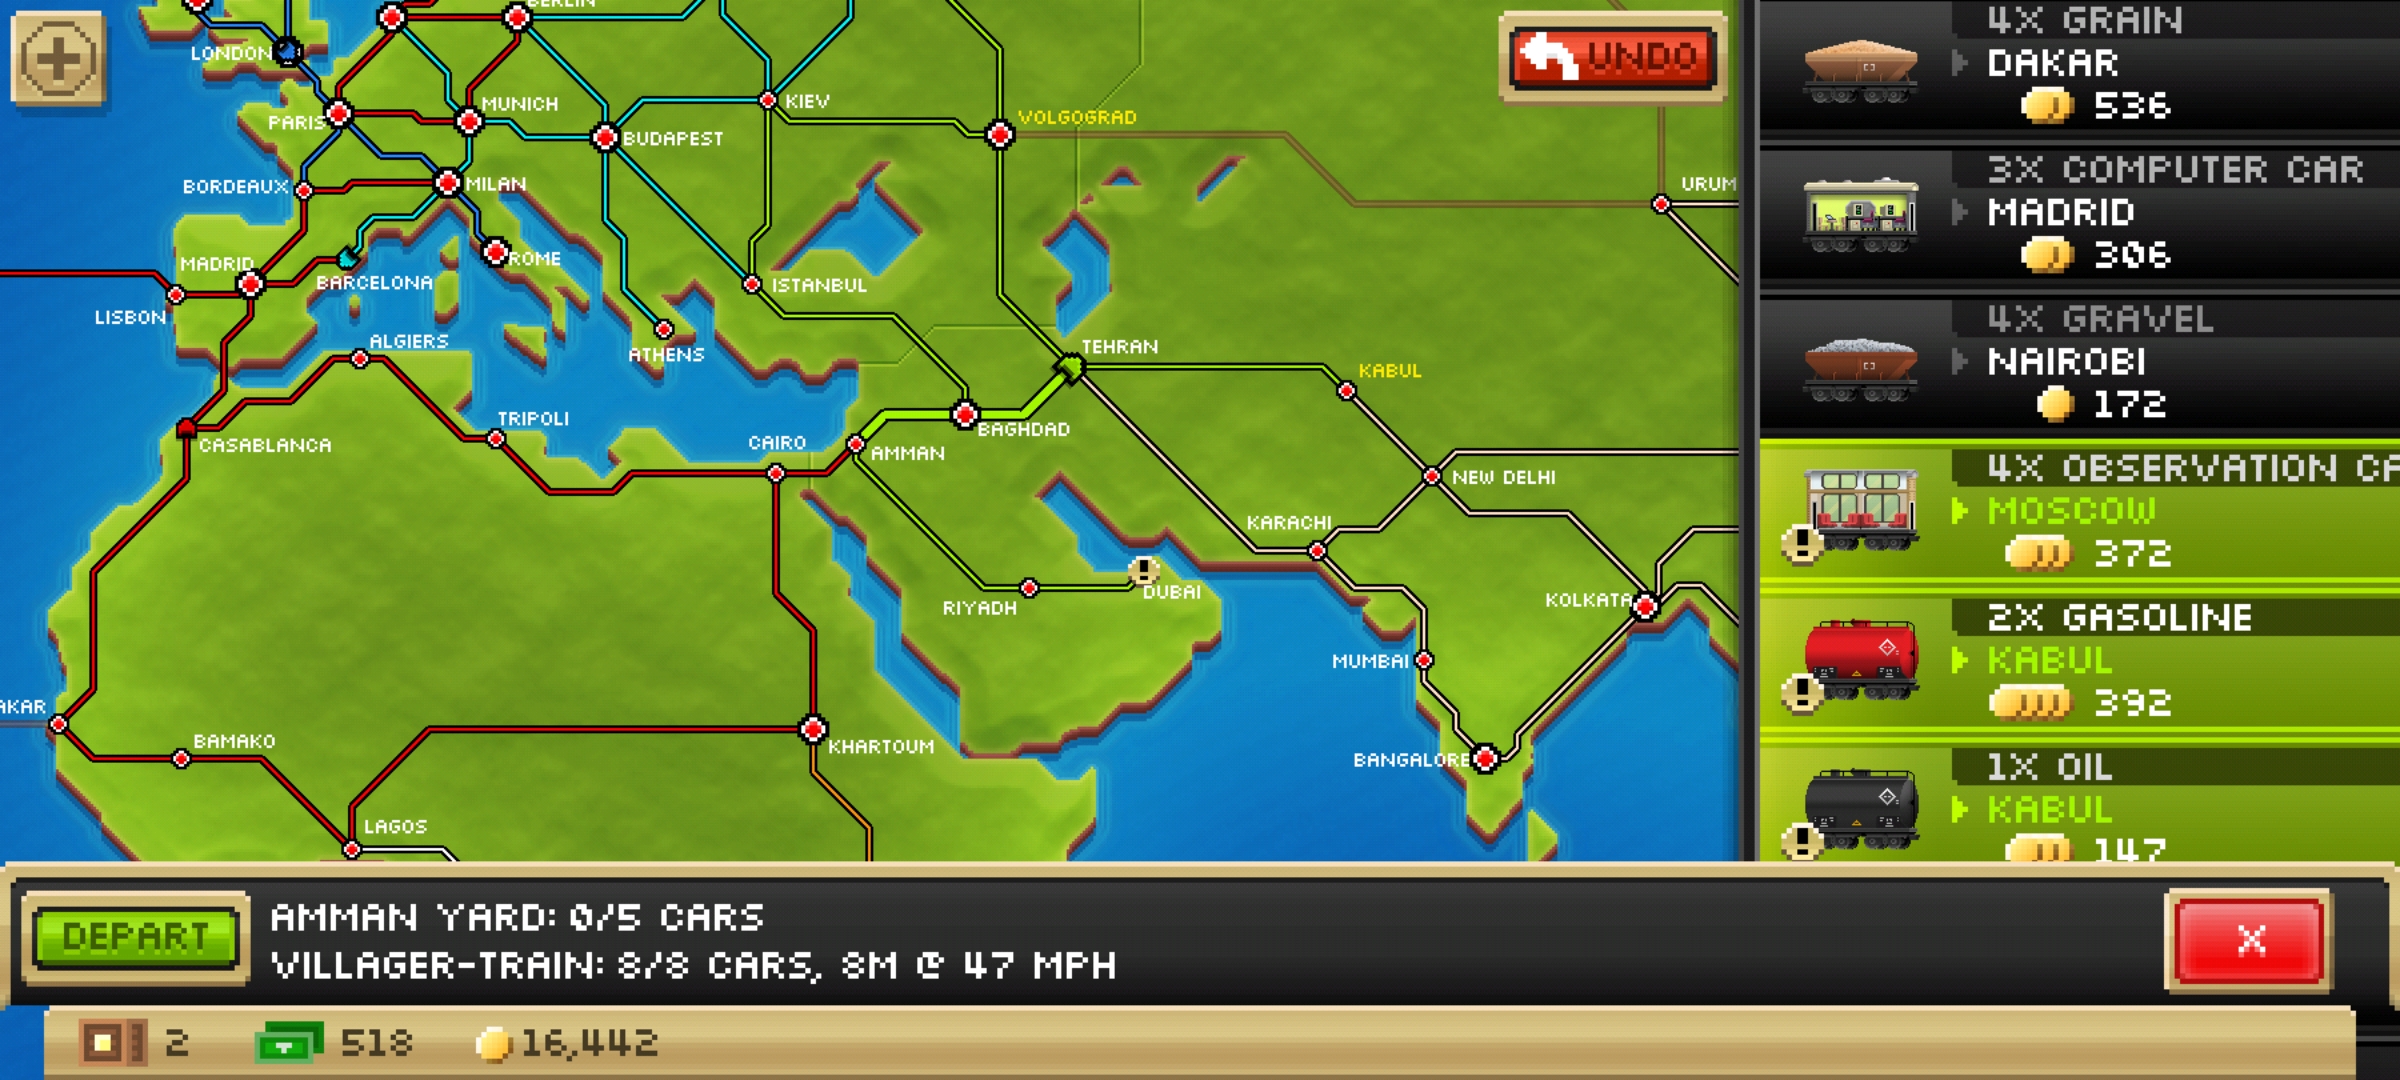 BERLIN
LONDON
UNDO
MUNICH
KIEV
PARIS
BUDAPEST
VOLGOGRAD
BORDEAUX
MILAN
URUM
MADRID
ROME
BARCELONA
ISTANBUL
LISBON
ALGIERS
ATHENS
TEHRAN
KABUL
TRIPOLI
CASABLANCA
CAIRO
BAGHDAD
AMMAN
NEW DELHI
KARACHI
RIYADH
DUBAI
KOLKATA
MUMBAI
AKAR
BAMAKO
KHARTOUM
BANGALORE
LAGOS
4X GRAIN
DAKAR
536
3X COMPUTER CAR
MADRID
306
4X GRAVEL
NAIROBI
172
4X OBSERVATION CA
MOSCOW
372
2X GASOLINE
KABUL
392
1X OIL
KABUL
147
DEPART
AMMAN YARD: 0/5 CARS
VILLAGER-TRAIN: 8/8 CARS, 8M @ 47 MPH
X
2
518
16,442